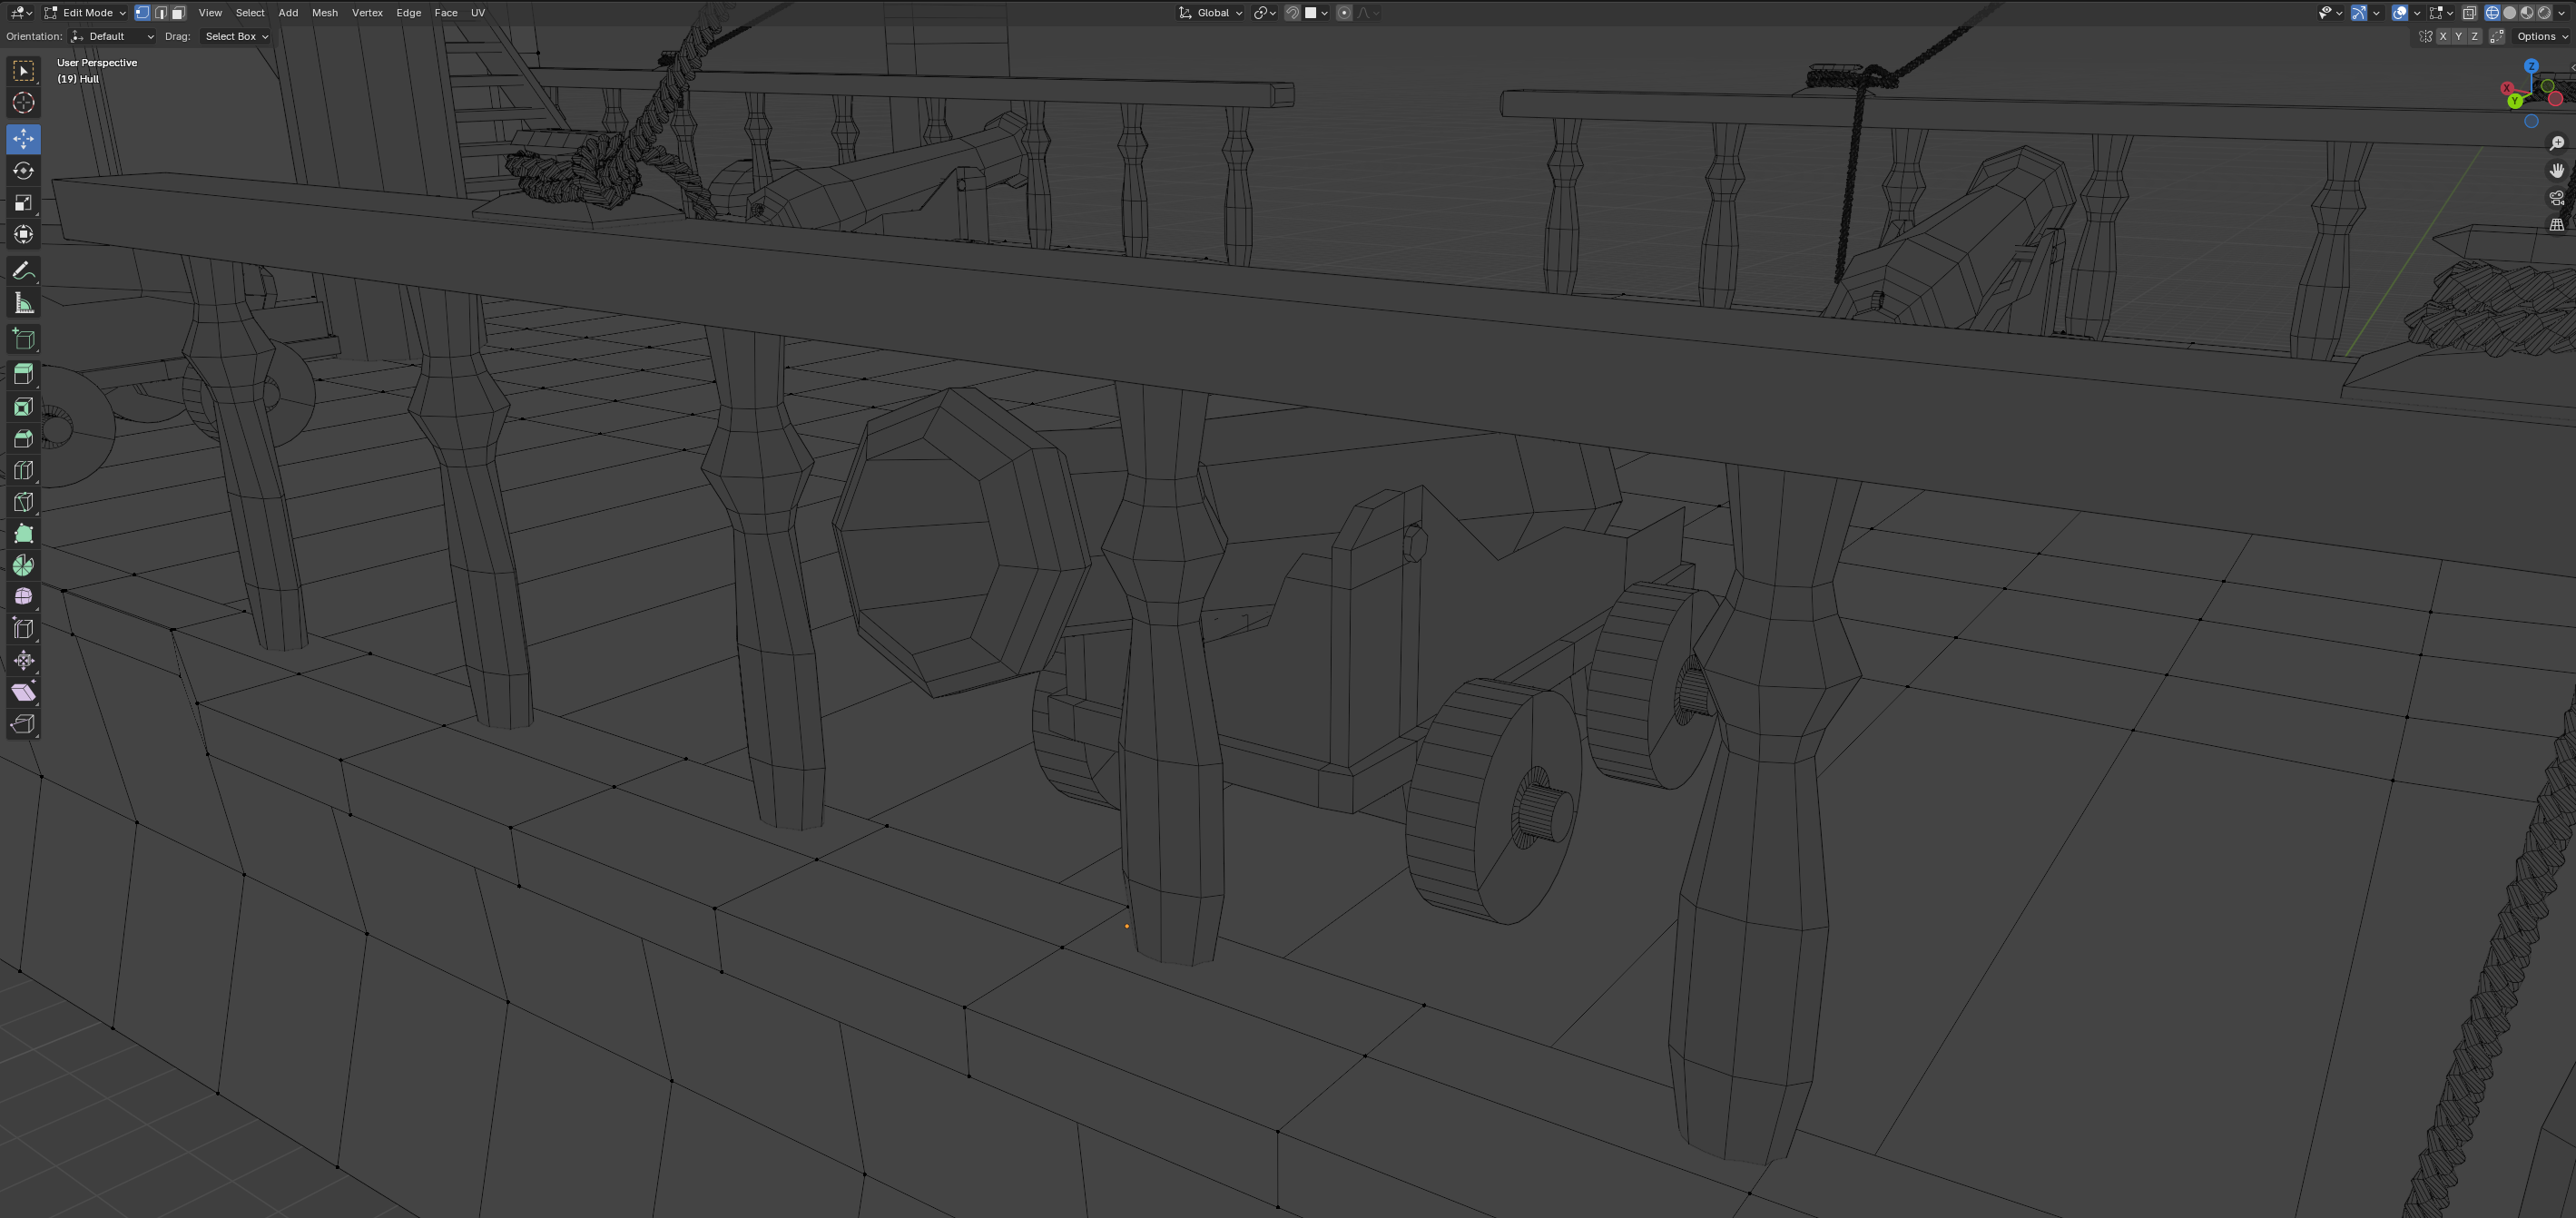 Edit Mode View Select Add Mesh Vertex Edge Face UV Global
Orientation: Default Drag: Select Box X Y Z Options
User Perspective
(19) Hull
Z
X
Y